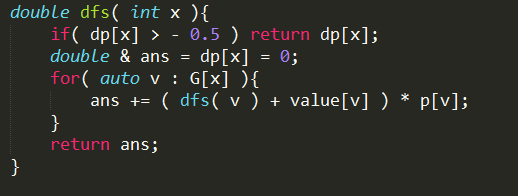 double dfs( int x ){
    if( dp[x] > - 0.5 ) return dp[x];
    double & ans = dp[x] = 0;
    for( auto v : G[x] ){
        ans += ( dfs( v ) + value[v] ) * p[v];
    }
    return ans;
}